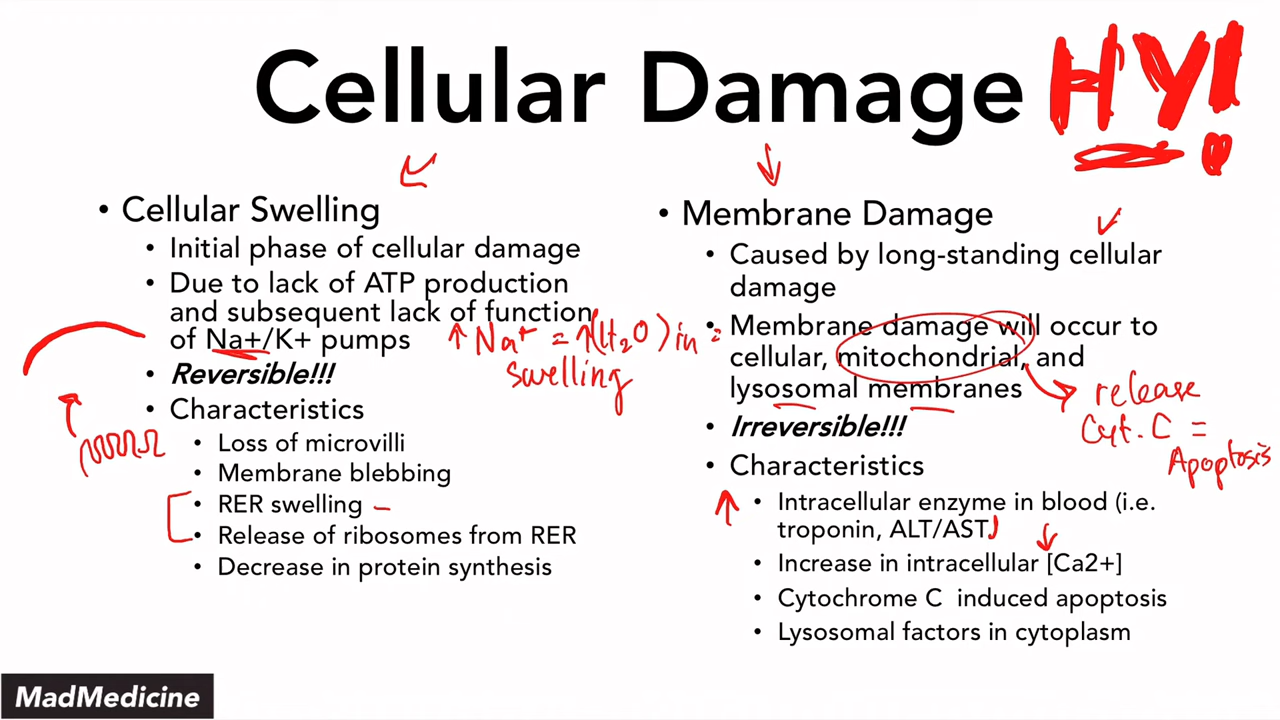 Cellular Damage HY!
• Cellular Swelling
• Initial phase of cellular damage
• Due to lack of ATP production
and subsequent lack of function
of Na+/K+ pumps
↑ Na+ = ↑(H2O) in =
swelling
• Reversible!!!
• Characteristics
• Loss of microvilli
• Membrane blebbing
• RER swelling -
• Release of ribosomes from RER
• Decrease in protein synthesis
• Membrane Damage
• Caused by long-standing cellular
damage
• Membrane damage will occur to
cellular, mitochondrial, and
lysosomal membranes
release
Cyt. C =
Apoptosis
• Irreversible!!!
• Characteristics
• Intracellular enzyme in blood (i.e.
troponin, ALT/AST)
• Increase in intracellular [Ca2+]
• Cytochrome C induced apoptosis
• Lysosomal factors in cytoplasm
MadMedicine